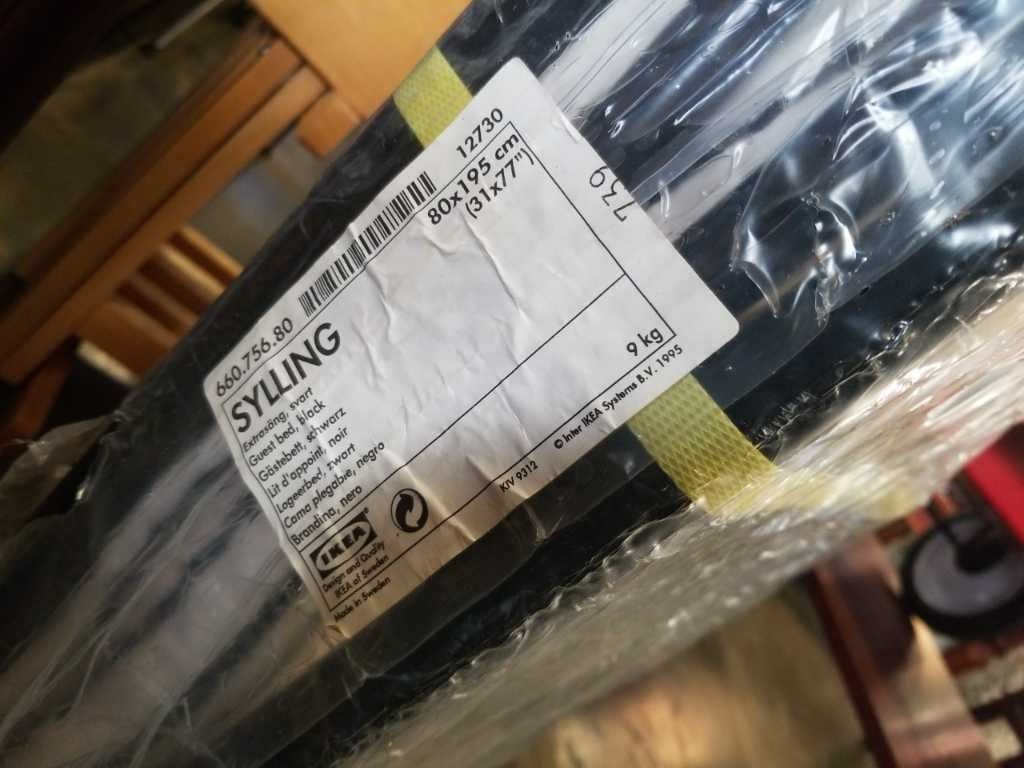 660.756.80 12730
SYLLING 80x195 cm
(31x77")
Extrasäng, svart
Guest bed, black
Gästebett, schwarz
Lit d'appoint, noir
Logeerbed, zwart
Cama plegable, negro
Brandina, nero
9 kg
IKEA®
Design and Quality
IKEA of Sweden
Made in Sweden
KIV 9312
© Inter IKEA Systems B.V. 1995
739